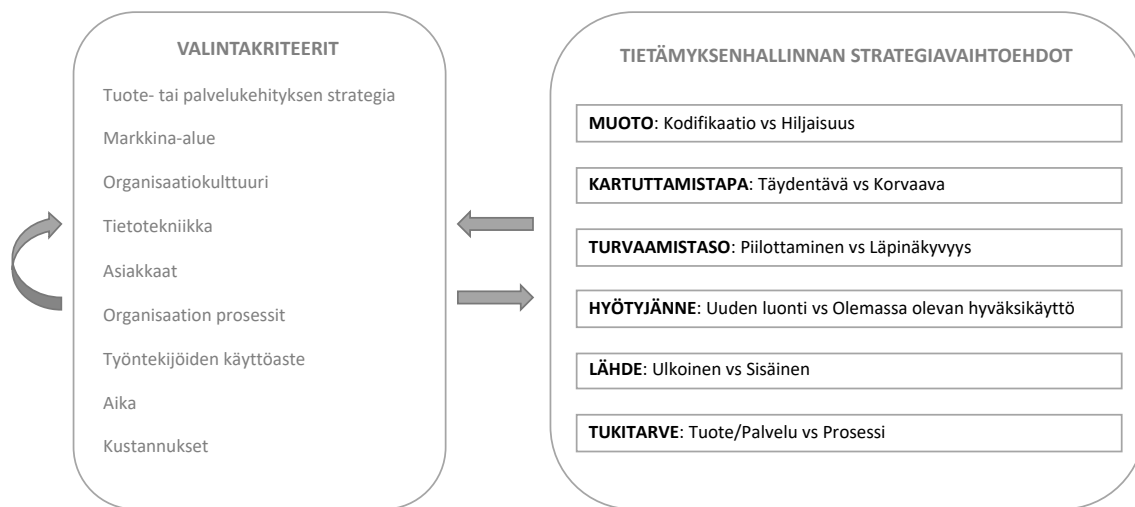 VALINTAKRITEERIT
Tuote- tai palvelukehityksen strategia
Markkina-alue
Organisaatiokulttuuri
Tietotekniikka
Asiakkaat
Organisaation prosessit
Työntekijöiden käyttöaste
Aika
Kustannukset
TIETÄMYKSENHALLINNAN STRATEGIAVAIHTOEHDOT
MUOTO: Kodifikaatio vs Hiljaisuus
KARTUTTAMISTAPA: Täydentävä vs Korvaava
TURVAAMISTASO: Piilottaminen vs Läpinäkyvyys
HYÖTYJÄNNE: Uuden luonti vs Olemassa olevan hyväksikäyttö
LÄHDE: Ulkoinen vs Sisäinen
TUKITARVE: Tuote/Palvelu vs Prosessi